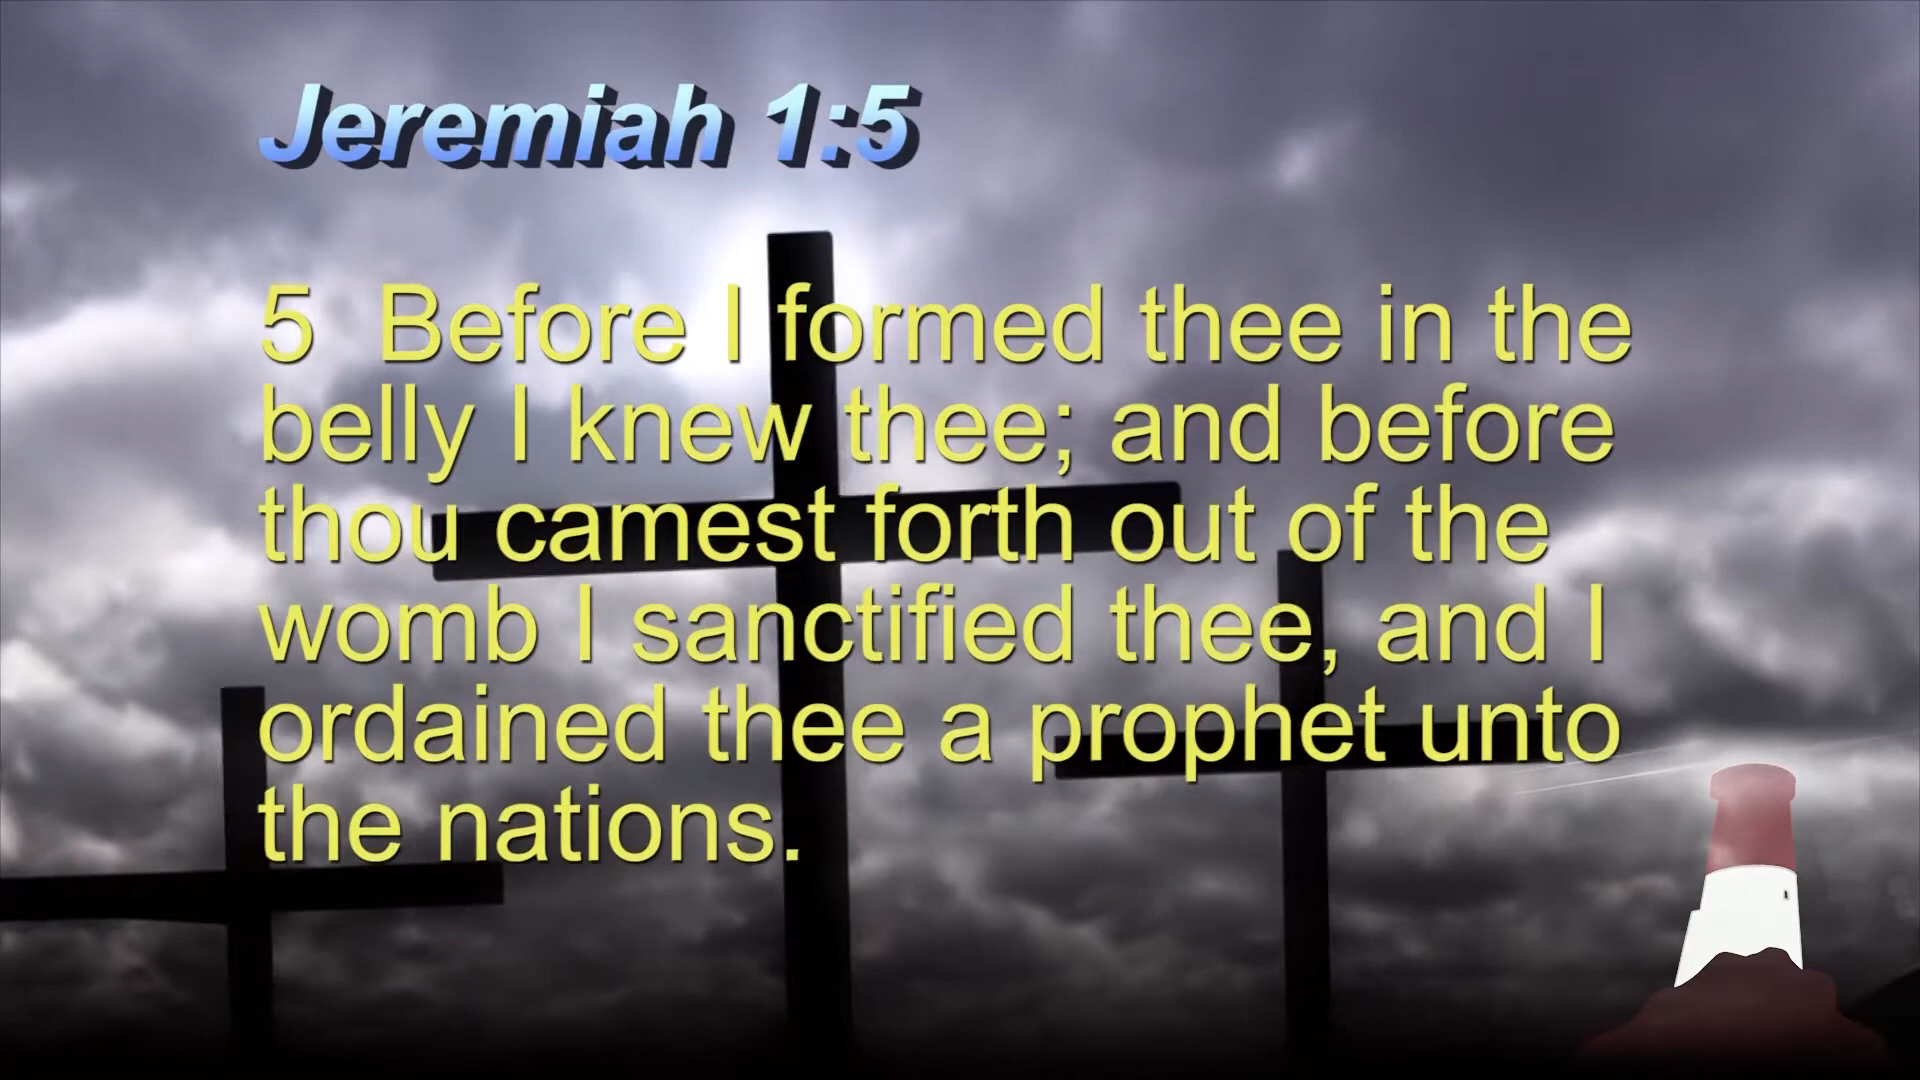 Jeremiah 1:5
5 Before I formed thee in the
belly I knew thee; and before
thou camest forth out of the
womb I sanctified thee, and I
ordained thee a prophet unto
the nations.